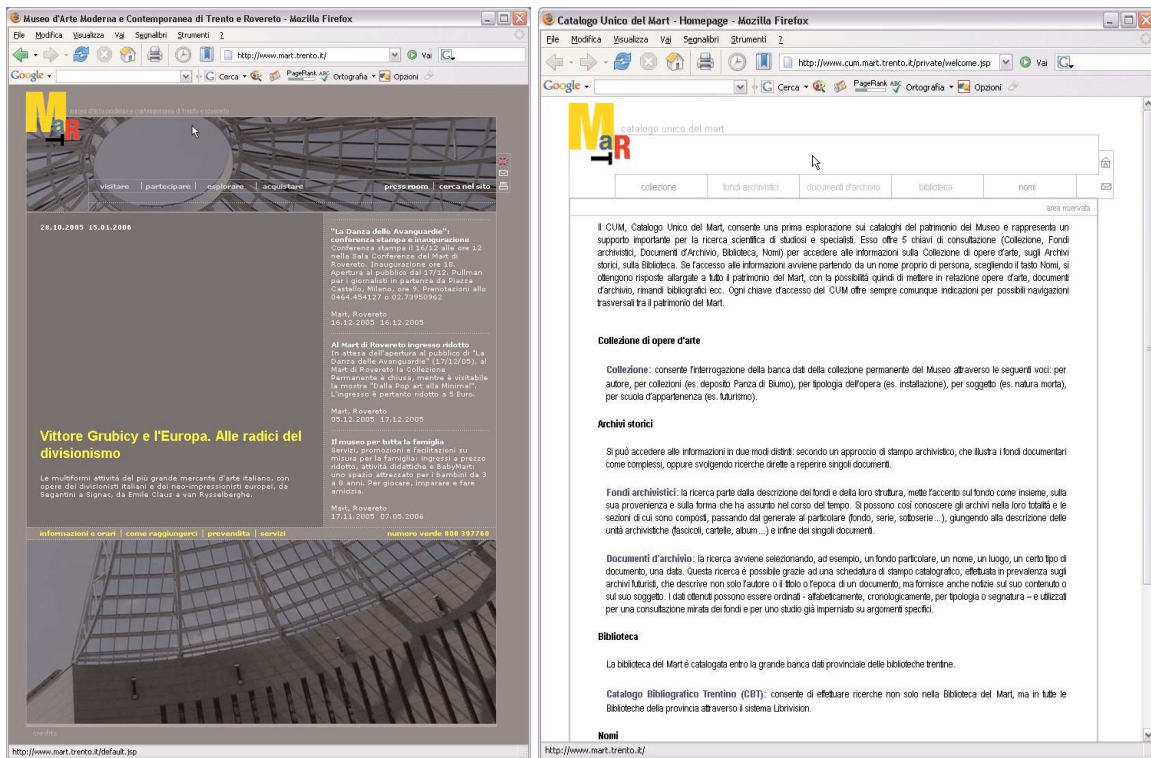 Museo d'Arte Moderna e Contemporanea di Trento e Rovereto - Mozilla Firefox
File Modifica Visualizza Vai Segnalibri Strumenti ?
http://www.mart.trento.it/
Vai
Google
Cerca
PageRank
ABC
Ortografia
Opzioni
MaRT
museo d'arte moderna e contemporanea di trento e rovereto
visitare | partecipare | esplorare | acquistare
press room | cerca nel sito
28.10.2005 15.01.2006
Vittore Grubicy e l'Europa. Alle radici del
divisionismo
Le multiformi attività del più grande mercante d'arte italiano, con
opere dei divisionisti italiani e dei neo-impressionisti europei, da
Segantini a Signac, da Emile Claus a van Rysselberghe.
"La Danza delle Avanguardie":
conferenza stampa e inaugurazione
Conferenza stampa il 16/12 alle ore 12
nella Sala Conferenze del Mart di
Rovereto. Inaugurazione ore 18.
Apertura al pubblico dal 17/12. Pullman
per i giornalisti in partenza da Piazza
Castello, Milano, ore 9. Prenotazioni allo
0464.454127 o 02.73950962
Mart, Rovereto
16.12.2005 16.12.2005
Al Mart di Rovereto ingresso ridotto
In attesa dell'apertura al pubblico di "La
Danza delle Avanguardie" (17/12/05), al
Mart di Rovereto la Collezione
Permanente è chiusa, mentre è visitabile
la mostra "Dalla Pop art alla Minimal".
L'ingresso è pertanto ridotto a 5 Euro.
Mart, Rovereto
05.12.2005 17.12.2005
Il museo per tutta la famiglia
Servizi, promozioni e facilitazioni su
misura per la famiglia: ingressi a prezzo
ridotto, attività didattiche e BabyMart:
uno spazio attrezzato per i bambini da 3
a 8 anni. Per giocare, imparare e fare
amicizia.
Mart, Rovereto
17.11.2005 07.05.2006
informazioni e orari | come raggiungerci | prevendita | servizi
numero verde 800 397760
credits
http://www.mart.trento.it/default.jsp
Catalogo Unico del Mart - Homepage - Mozilla Firefox
File Modifica Visualizza Vai Segnalibri Strumenti ?
http://www.cum.mart.trento.it/private/welcome.jsp
Vai
Google
Cerca
PageRank
ABC
Ortografia
Opzioni
MaRT
catalogo unico del mart
collezione
fondi archivistici
documenti d'archivio
biblioteca
nomi
area riservata
Il CUM, Catalogo Unico del Mart, consente una prima esplorazione sui cataloghi del patrimonio del Museo e rappresenta un
supporto importante per la ricerca scientifica di studiosi e specialisti. Esso offre 5 chiavi di consultazione (Collezione, Fondi
archivistici, Documenti d'Archivio, Biblioteca, Nomi) per accedere alle informazioni sulla Collezione di opere d'arte, sugli Archivi
storici, sulla Biblioteca. Se l'accesso alle informazioni avviene partendo da un nome proprio di persona, scegliendo il tasto Nomi, si
ottengono risposte allargate a tutto il patrimonio del Mart, con la possibilità quindi di mettere in relazione opere d'arte, documenti
d'archivio, rimandi bibliografici ecc. Ogni chiave d'accesso del CUM offre sempre comunque indicazioni per possibili navigazioni
trasversali tra il patrimonio del Mart.
Collezione di opere d'arte
Collezione: consente l'interrogazione della banca dati della collezione permanente del Museo attraverso le seguenti voci: per
autore, per collezioni (es. deposito Panza di Biumo), per tipologia dell'opera (es. installazione), per soggetto (es. natura morta),
per scuola d'appartenenza (es. futurismo).
Archivi storici
Si può accedere alle informazioni in due modi distinti: secondo un approccio di stampo archivistico, che illustra i fondi documentari
come complessi, oppure svolgendo ricerche dirette a reperire singoli documenti.
Fondi archivistici: la ricerca parte dalla descrizione dei fondi e della loro struttura, mette l'accento sul fondo come insieme, sulla
sua provenienza e sulla forma che ha assunto nel corso del tempo. Si possono così conoscere gli archivi nella loro totalità e le
sezioni di cui sono composti, passando dal generale al particolare (fondo, serie, sottoserie...), giungendo alla descrizione delle
unità archivistiche (fascicoli, cartelle, album...) e infine dei singoli documenti.
Documenti d'archivio: la ricerca avviene selezionando, ad esempio, un fondo particolare, un nome, un luogo, un certo tipo di
documento, una data. Questa ricerca è possibile grazie ad una schedatura di stampo catalografico, effettuata in prevalenza sugli
archivi futuristi, che descrive non solo l'autore o il titolo o l'epoca di un documento, ma fornisce anche notizie sul suo contenuto o
sul suo soggetto. I dati ottenuti possono essere ordinati - alfabeticamente, cronologicamente, per tipologia o segnatura – e utilizzati
per una consultazione mirata dei fondi e per uno studio già imperniato su argomenti specifici.
Biblioteca
La biblioteca del Mart è catalogata entro la grande banca dati provinciale delle biblioteche trentine.
Catalogo Bibliografico Trentino (CBT): consente di effettuare ricerche non solo nella Biblioteca del Mart, ma in tutte le
Biblioteche della provincia attraverso il sistema Librivision.
Nomi
http://www.mart.trento.it/